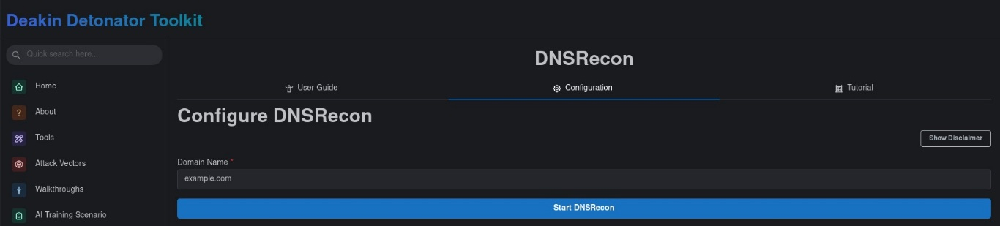 Deakin Detonator Toolkit
Quick search here...
Home
About
Tools
Attack Vectors
Walkthroughs
AI Training Scenario
DNSRecon
User Guide
Configuration
Tutorial
Configure DNSRecon
Show Disclaimer
Domain Name *
example.com
Start DNSRecon